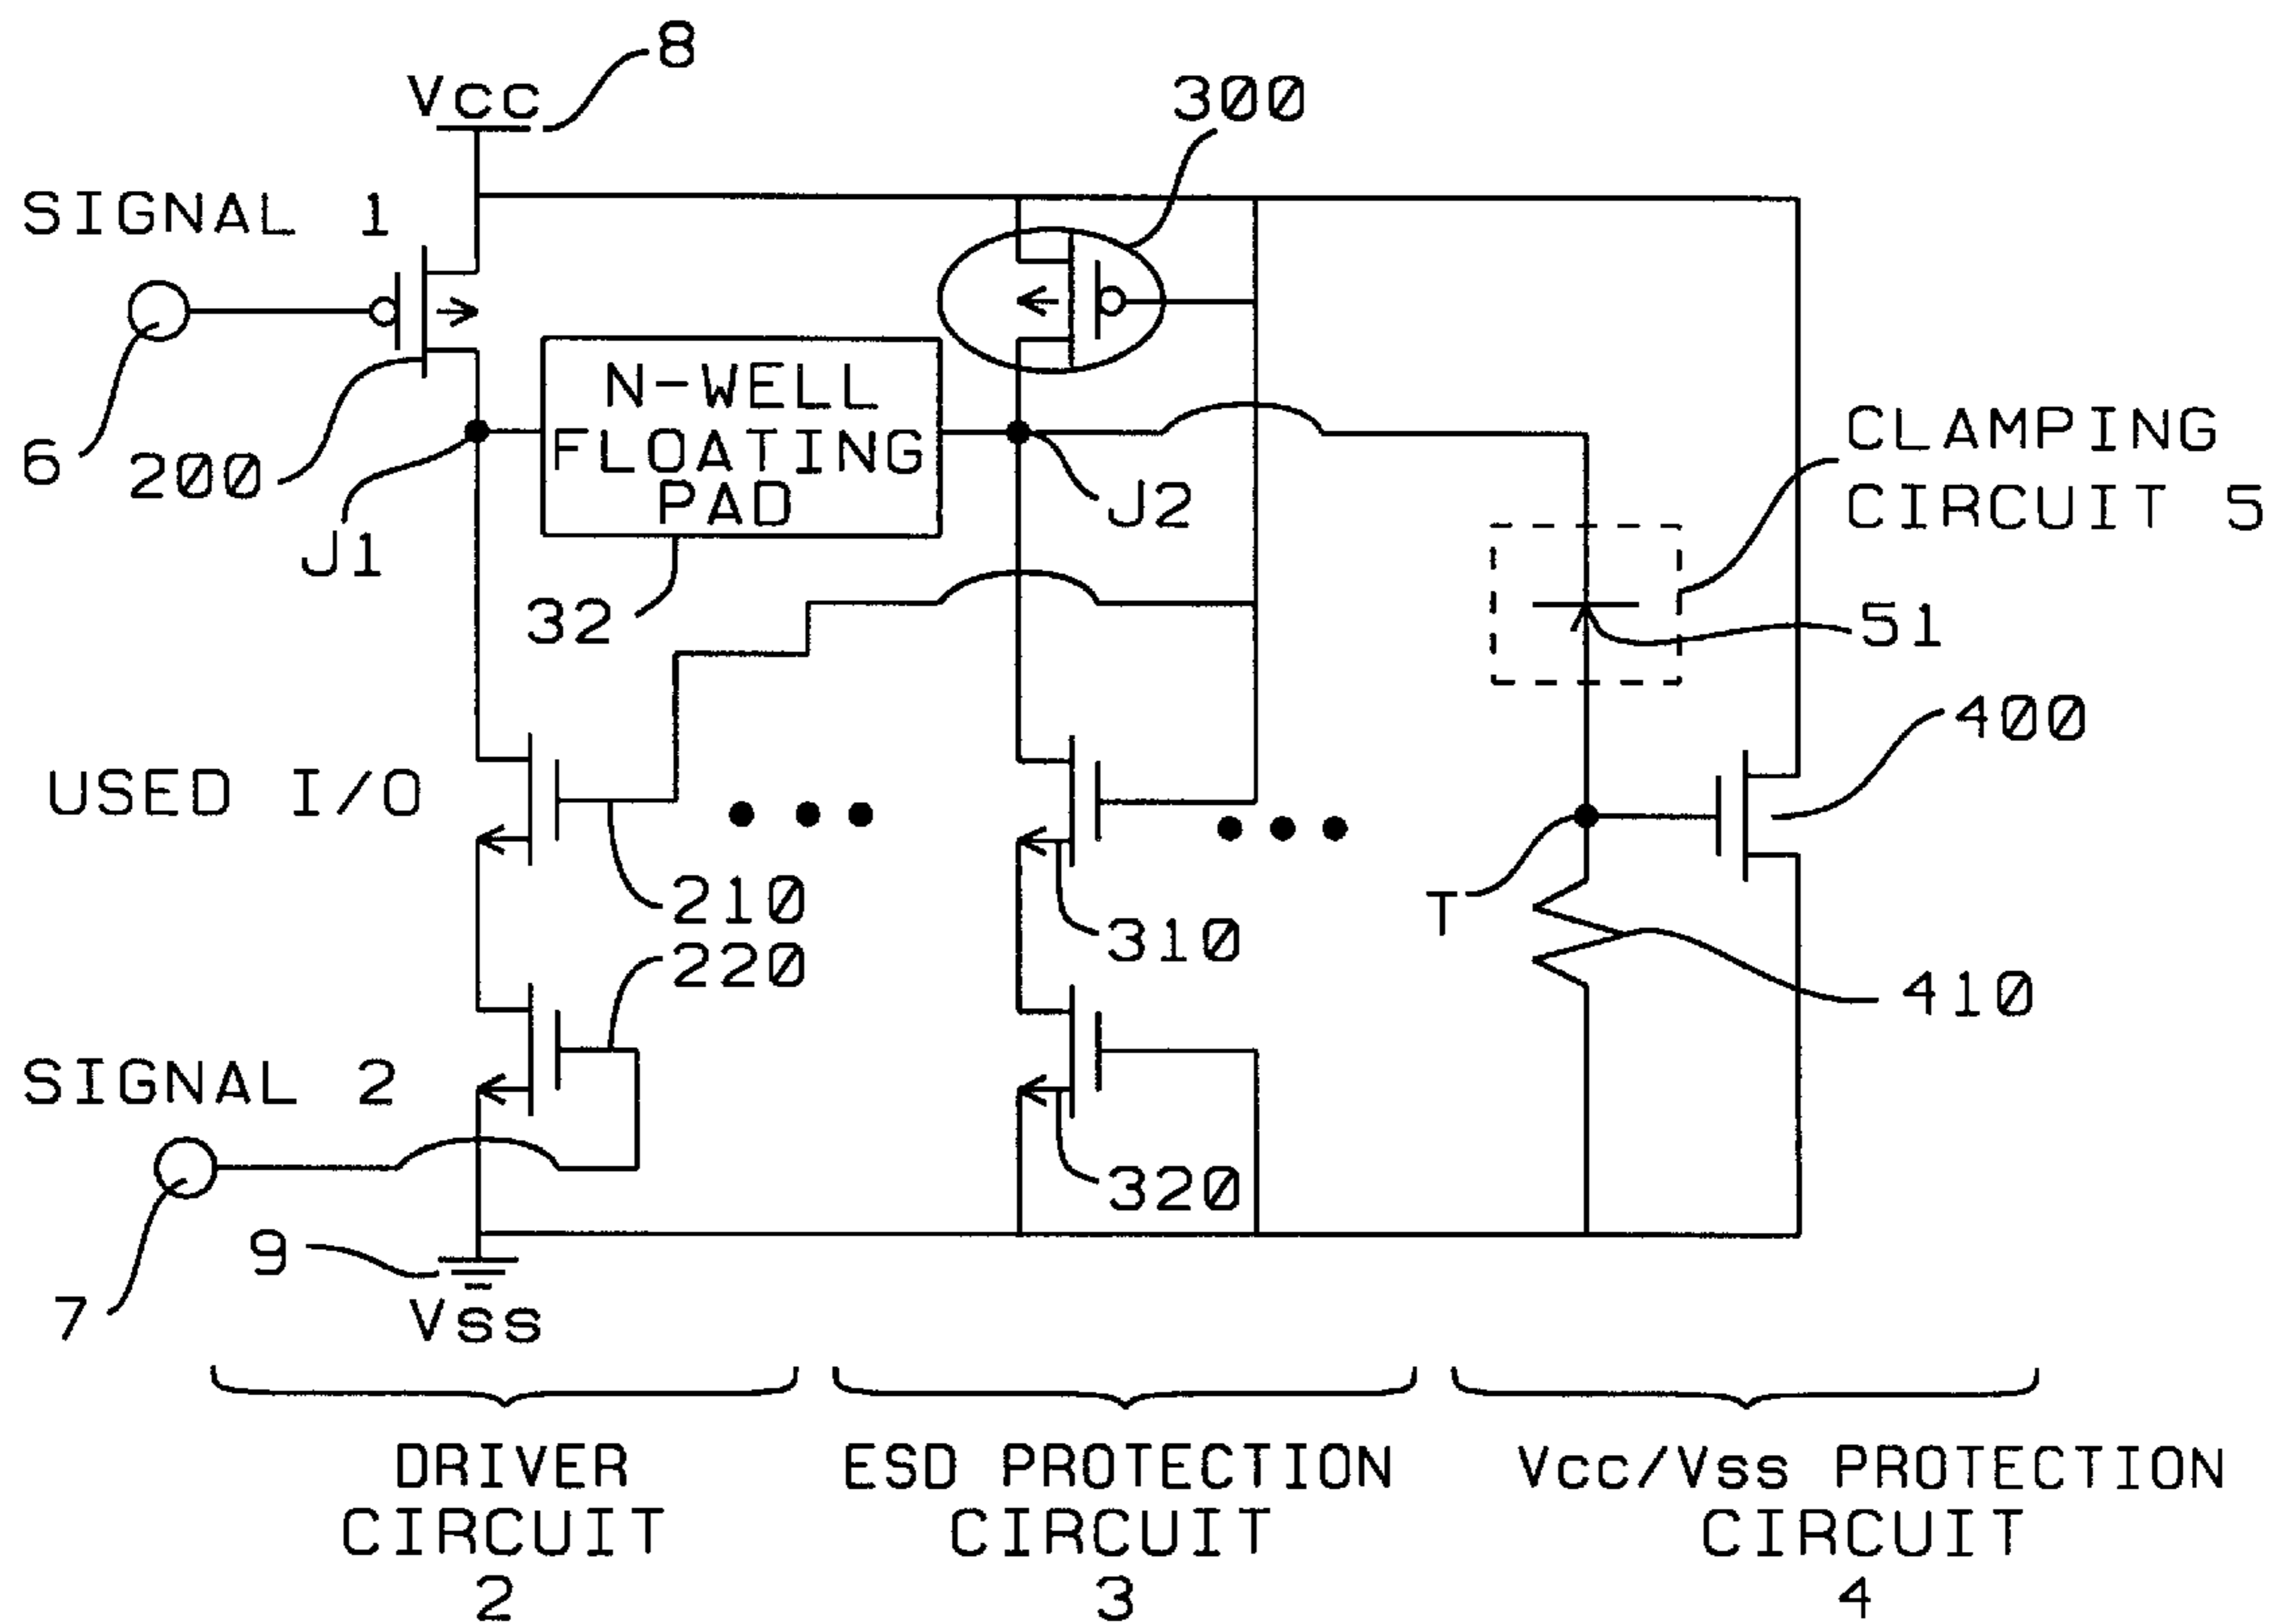 8
Vcc
300
SIGNAL 1
6
200
N-WELL
FLOATING
PAD
J1
J2
32
CLAMPING
CIRCUIT 5
51
400
USED I/O
210
220
310
T
410
SIGNAL 2
320
9
7
Vss
DRIVER
CIRCUIT
2
ESD PROTECTION
CIRCUIT
3
Vcc/Vss PROTECTION
CIRCUIT
4